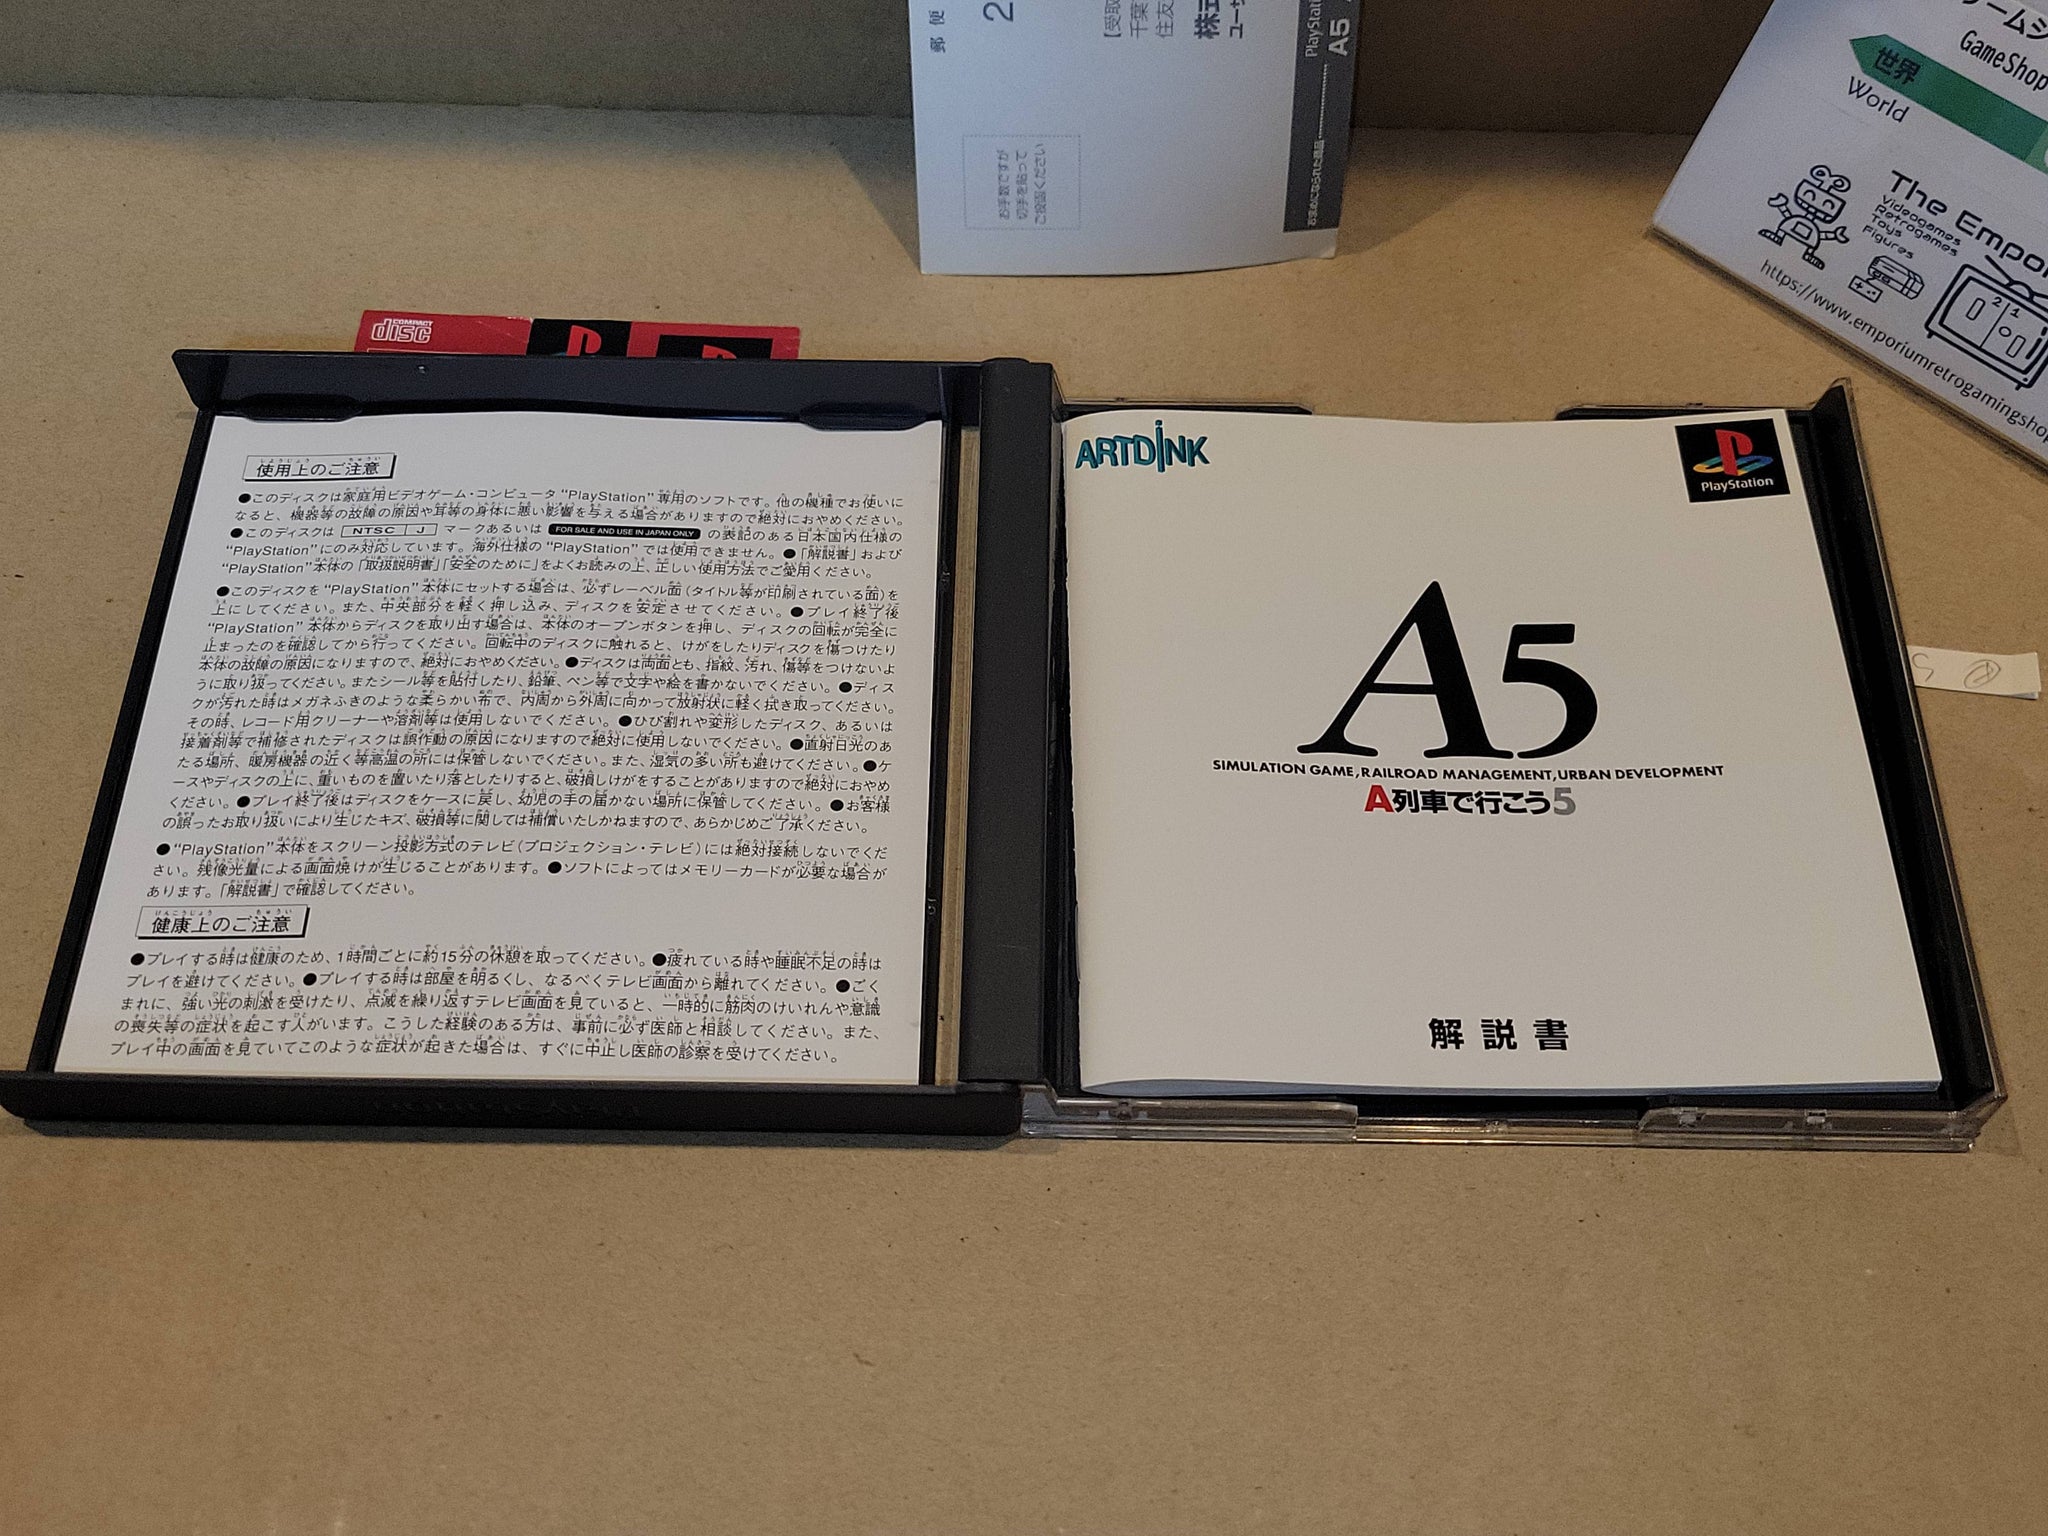 郵便
2
【受取
千葉
住友
株式
ユーザ
PlayStati
A5
お求めになられた商品
お手数ですが
切手を貼って
ご投函ください
ゲームシ
GameShop
世界
World
The Empor
Videogames
Retrogames
Toys
Figures
https://www.emporiumretrogamingshop
COMPACT
disc
使用上のご注意
●このディスクは家庭用ビデオゲーム・コンピュータ“PlayStation”専用のソフトです。他の機種でお使いに
なると、機器等の故障の原因や耳等の身体に悪い影響を与える場合がありますので絶対におやめください。
●このディスクは NTSC J マークあるいは FOR SALE AND USE IN JAPAN ONLY の表記のある日本国内仕様の
“PlayStation”にのみ対応しています。海外仕様の“PlayStation”では使用できません。●「解説書」および
“PlayStation”本体の「取扱説明書」「安全のために」をよくお読みの上、正しい使用方法でご愛用ください。
●このディスクを“PlayStation”本体にセットする場合は、必ずレーベル面(タイトル等が印刷されている面)を
上にしてください。また、中央部分を軽く押し込み、ディスクを安定させてください。●プレイ終了後
“PlayStation”本体からディスクを取り出す場合は、本体のオープンボタンを押し、ディスクの回転が完全に
止まったのを確認してから行ってください。回転中のディスクに触れると、けがをしたりディスクを傷つけたり
本体の故障の原因になりますので、絶対におやめください。●ディスクは両面とも、指紋、汚れ、傷等をつけないよ
うに取り扱ってください。またシール等を貼付したり、鉛筆、ペン等で文字や絵を書かないでください。●ディス
クが汚れた時はメガネふきのような柔らかい布で、内周から外周に向かって放射状に軽く拭き取ってください。
その時、レコード用クリーナーや溶剤等は使用しないでください。●ひび割れや変形したディスク、あるいは
接着剤等で補修されたディスクは誤作動の原因になりますので絶対に使用しないでください。●直射日光のあ
たる場所、暖房機器の近く等高温の所には保管しないでください。また、湿気の多い所も避けてください。●ケ
ースやディスクの上に、重いものを置いたり落としたりすると、破損しけがをすることがありますので絶対におやめ
ください。●プレイ終了後はディスクをケースに戻し、幼児の手の届かない場所に保管してください。●お客様
の誤ったお取り扱いにより生じたキズ、破損等に関しては補償いたしかねますので、あらかじめご了承ください。
●“PlayStation”本体をスクリーン投影方式のテレビ(プロジェクション・テレビ)には絶対接続しないでくだ
さい。残像光量による画面焼けが生じることがあります。●ソフトによってはメモリーカードが必要な場合が
あります。「解説書」で確認してください。
健康上のご注意
●プレイする時は健康のため、1時間ごとに約15分の休憩を取ってください。●疲れている時や睡眠不足の時は
プレイを避けてください。●プレイする時は部屋を明るくし、なるべくテレビ画面から離れてください。●ごく
まれに、強い光の刺激を受けたり、点滅を繰り返すテレビ画面を見ていると、一時的に筋肉のけいれんや意識
の喪失等の症状を起こす人がいます。こうした経験のある方は、事前に必ず医師と相談してください。また、
プレイ中の画面を見ていてこのような症状が起きた場合は、すぐに中止し医師の診察を受けてください。
ARTDINK
PlayStation
A5
SIMULATION GAME,RAILROAD MANAGEMENT,URBAN DEVELOPMENT
A列車で行こう5
解説書